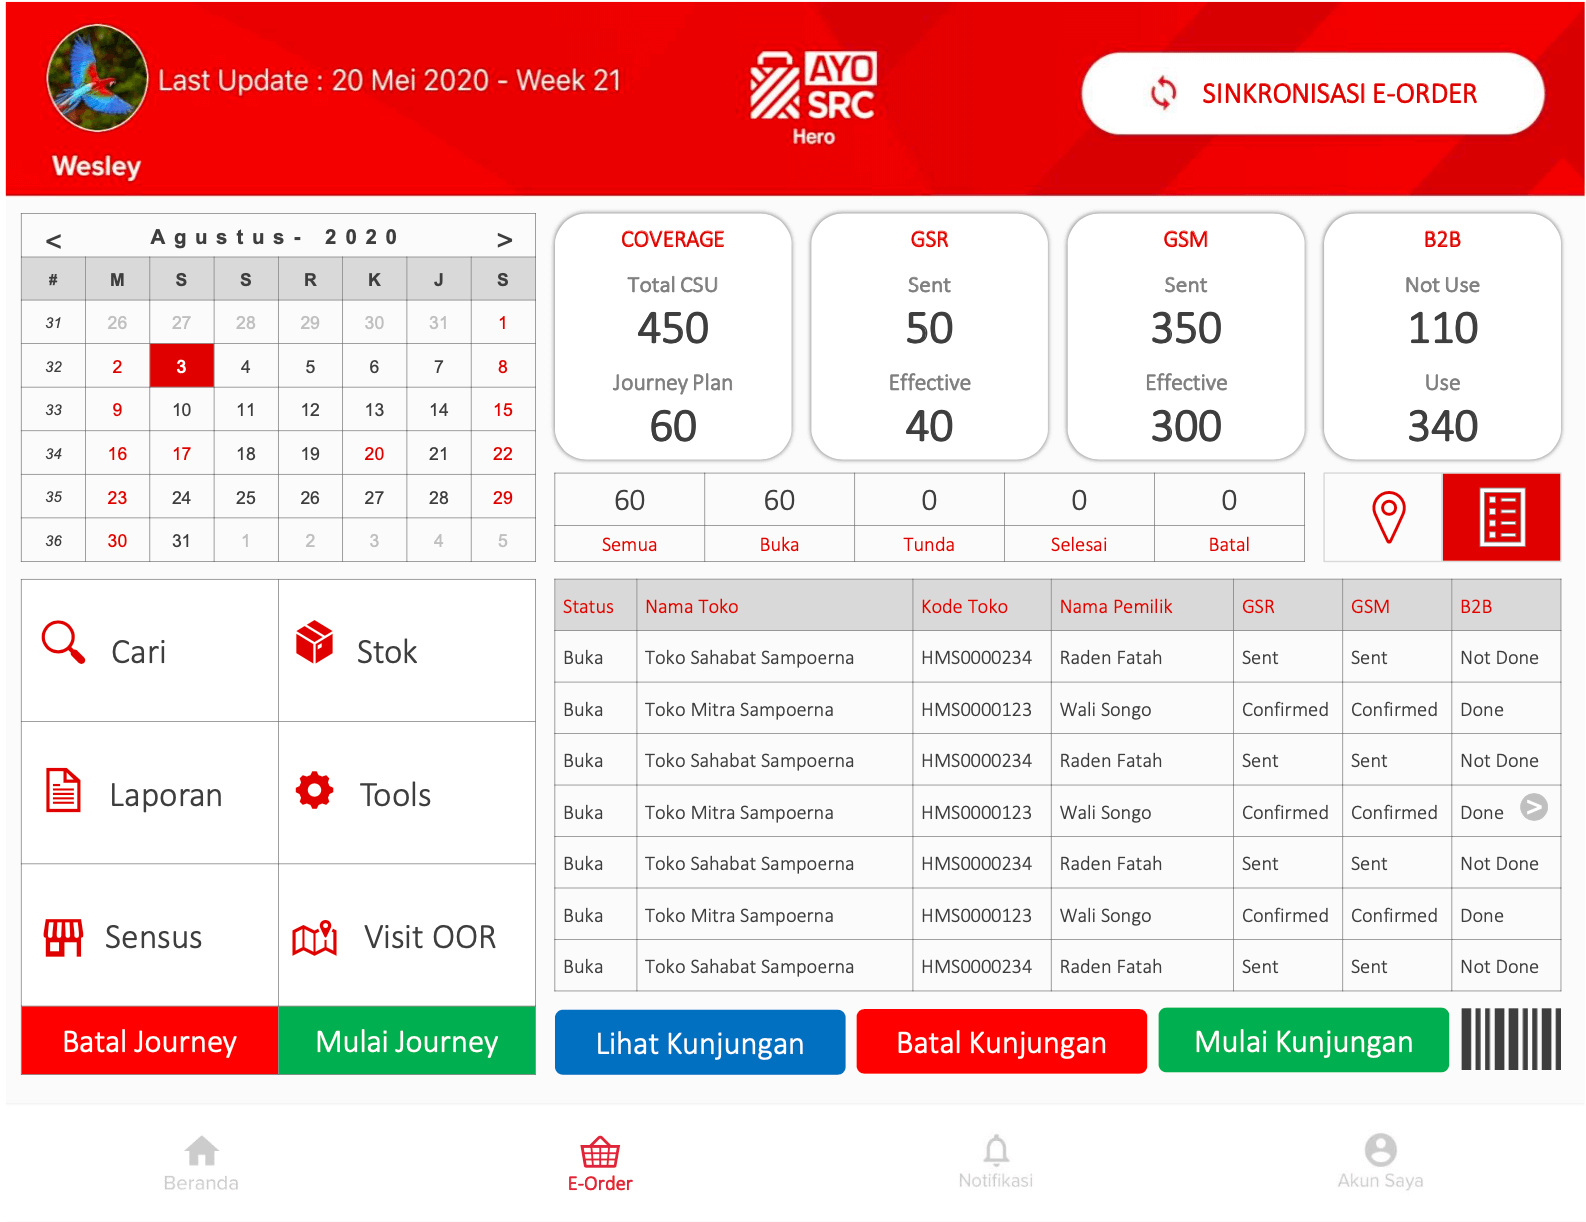 Last Update : 20 Mei 2020 - Week 21
Wesley
AYO
SRC
Hero
SINKRONISASI E-ORDER
< Agustus- 2020 >
# M S S R K J S
31 26 27 28 29 30 31 1
32 2 3 4 5 6 7 8
33 9 10 11 12 13 14 15
34 16 17 18 19 20 21 22
35 23 24 25 26 27 28 29
36 30 31 1 2 3 4 5
COVERAGE
Total CSU
450
Journey Plan
60
GSR
Sent
50
Effective
40
GSM
Sent
350
Effective
300
B2B
Not Use
110
Use
340
60 60 0 0 0
Semua Buka Tunda Selesai Batal
Cari
Stok
Laporan
Tools
Sensus
Visit OOR
Batal Journey
Mulai Journey
Status Nama Toko Kode Toko Nama Pemilik GSR GSM B2B
Buka Toko Sahabat Sampoerna HMS0000234 Raden Fatah Sent Sent Not Done
Buka Toko Mitra Sampoerna HMS0000123 Wali Songo Confirmed Confirmed Done
Buka Toko Sahabat Sampoerna HMS0000234 Raden Fatah Sent Sent Not Done
Buka Toko Mitra Sampoerna HMS0000123 Wali Songo Confirmed Confirmed Done >
Buka Toko Sahabat Sampoerna HMS0000234 Raden Fatah Sent Sent Not Done
Buka Toko Mitra Sampoerna HMS0000123 Wali Songo Confirmed Confirmed Done
Buka Toko Sahabat Sampoerna HMS0000234 Raden Fatah Sent Sent Not Done
Lihat Kunjungan
Batal Kunjungan
Mulai Kunjungan
Beranda
E-Order
Notifikasi
Akun Saya